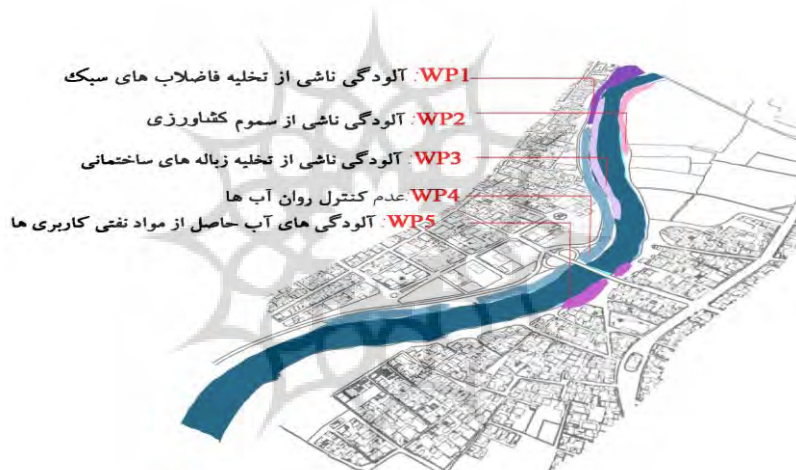 WP1: آلودگی ناشی از تخلیه فاضلاب های سبک
WP2: آلودگی ناشی از سموم کشاورزی
WP3: آلودگی ناشی از تخلیه زباله های ساختمانی
WP4: عدم کنترل روان آب ها
WP5: آلودگی های آب حاصل از مواد نفتی کاربری ها